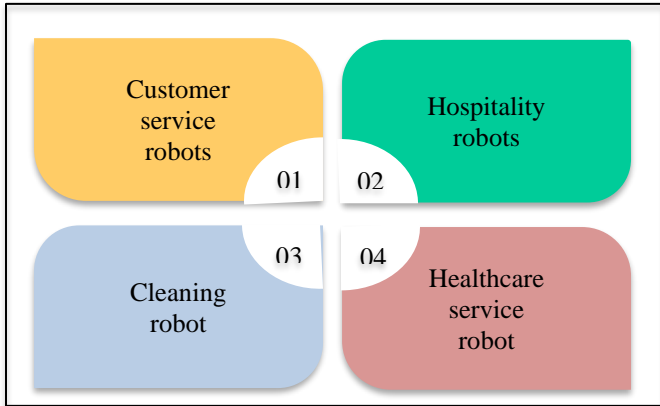 Customer
service
robots
01
Hospitality
robots
02
Cleaning
robot
03
Healthcare
service
robot
04